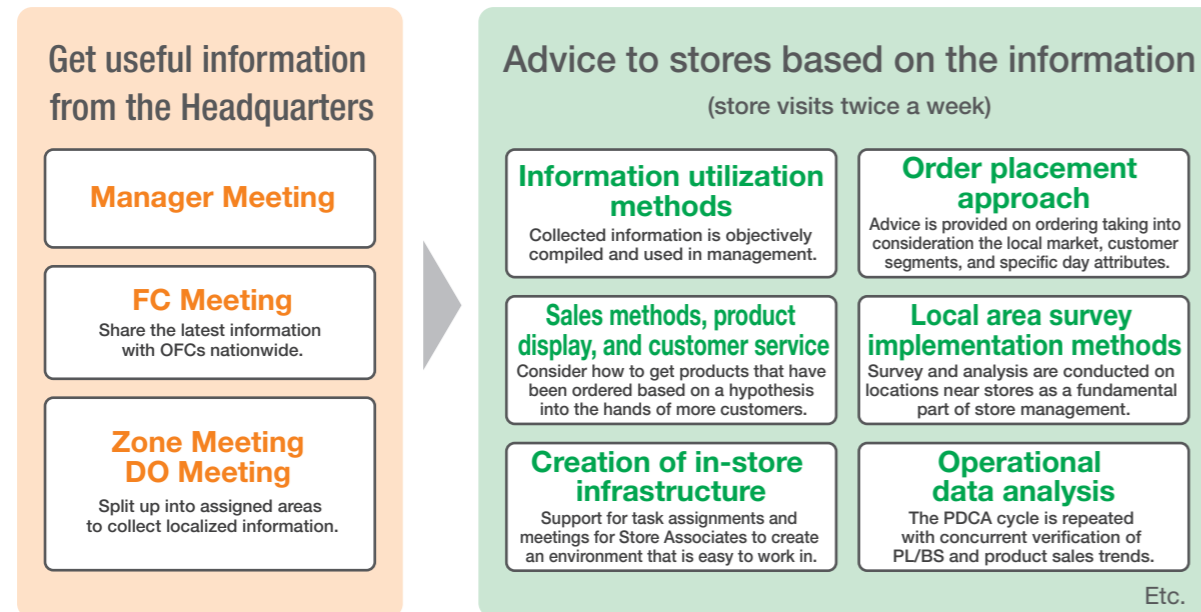 Get useful information
from the Headquarters
Manager Meeting
FC Meeting
Share the latest information
with OFCs nationwide.
Zone Meeting
DO Meeting
Split up into assigned areas
to collect localized information.
Advice to stores based on the information
(store visits twice a week)
Information utilization
methods
Collected information is objectively
compiled and used in management.
Order placement
approach
Advice is provided on ordering taking into
consideration the local market, customer
segments, and specific day attributes.
Sales methods, product
display, and customer service
Consider how to get products that have
been ordered based on a hypothesis
into the hands of more customers.
Local area survey
implementation methods
Survey and analysis are conducted on
locations near stores as a fundamental
part of store management.
Creation of in-store
infrastructure
Support for task assignments and
meetings for Store Associates to create
an environment that is easy to work in.
Operational
data analysis
The PDCA cycle is repeated
with concurrent verification of
PL/BS and product sales trends.
Etc.